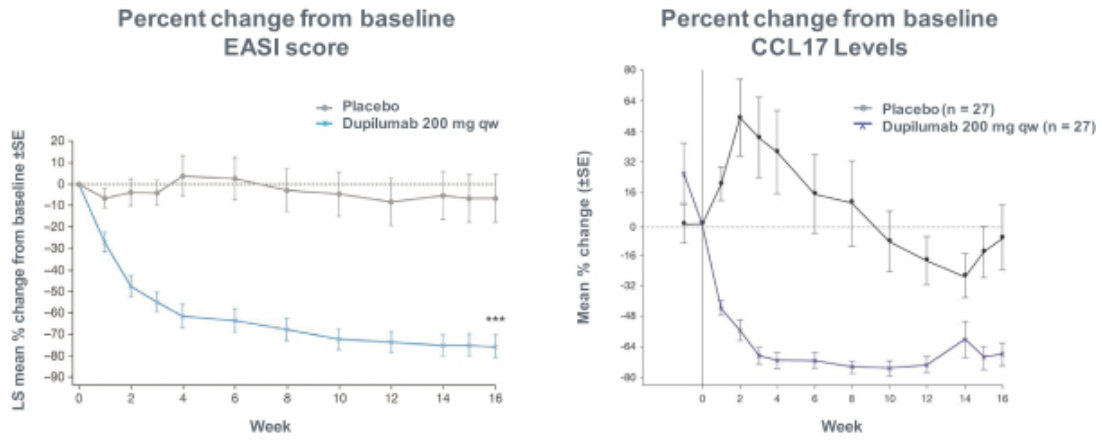 Percent change from baseline
EASI score
Placebo
Dupilumab 200 mg qw
LS mean % change from baseline ±SE
20
10
0
−10
−20
−30
−40
−50
−60
−70
−80
−90
***
0 2 4 6 8 10 12 14 16
Week
Percent change from baseline
CCL17 Levels
Placebo (n = 27)
Dupilumab 200 mg qw (n = 27)
Mean % change (±SE)
80
64
48
32
16
0
-16
-32
-48
-64
-80
0 2 4 6 8 10 12 14 16
Week